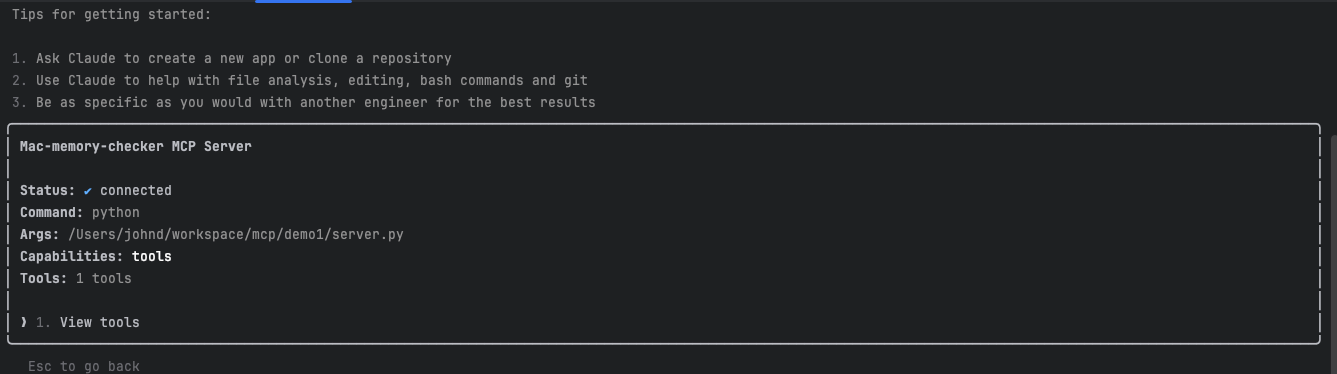 Tips for getting started:
1. Ask Claude to create a new app or clone a repository
2. Use Claude to help with file analysis, editing, bash commands and git
3. Be as specific as you would with another engineer for the best results
Mac-memory-checker MCP Server
Status: ✔ connected
Command: python
Args: /Users/johnd/workspace/mcp/demo1/server.py
Capabilities: tools
Tools: 1 tools
❯ 1. View tools
Esc to go back